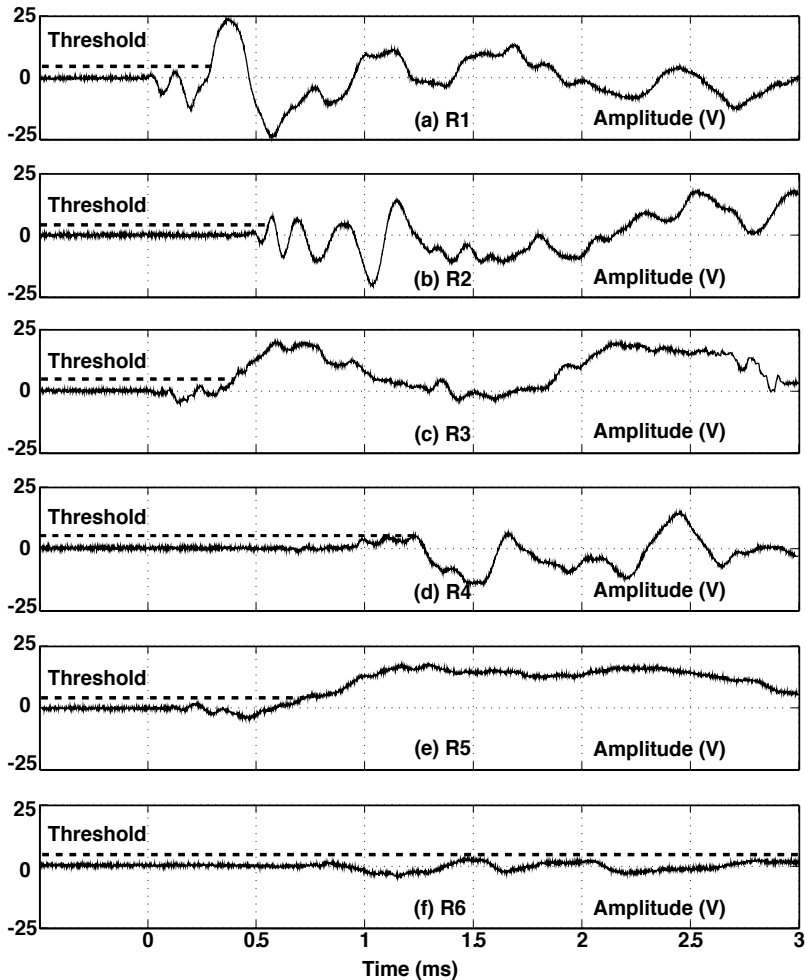 25
Threshold
0
-25
(a) R1
Amplitude (V)
25
Threshold
0
-25
(b) R2
Amplitude (V)
25
Threshold
0
-25
(c) R3
Amplitude (V)
25
Threshold
0
-25
(d) R4
Amplitude (V)
25
Threshold
0
-25
(e) R5
Amplitude (V)
25
Threshold
0
-25
(f) R6
Amplitude (V)
0 0.5 1 1.5 2 2.5 3
Time (ms)